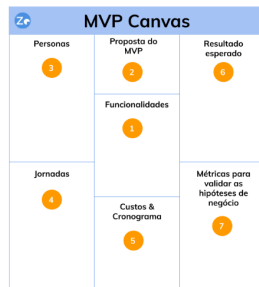 Ze
MVP Canvas
Personas
3
Proposta do
MVP
2
Resultado
esperado
6
Funcionalidades
1
Jornadas
4
Custos &
Cronograma
5
Métricas para
validar as
hipóteses de
negócio
7